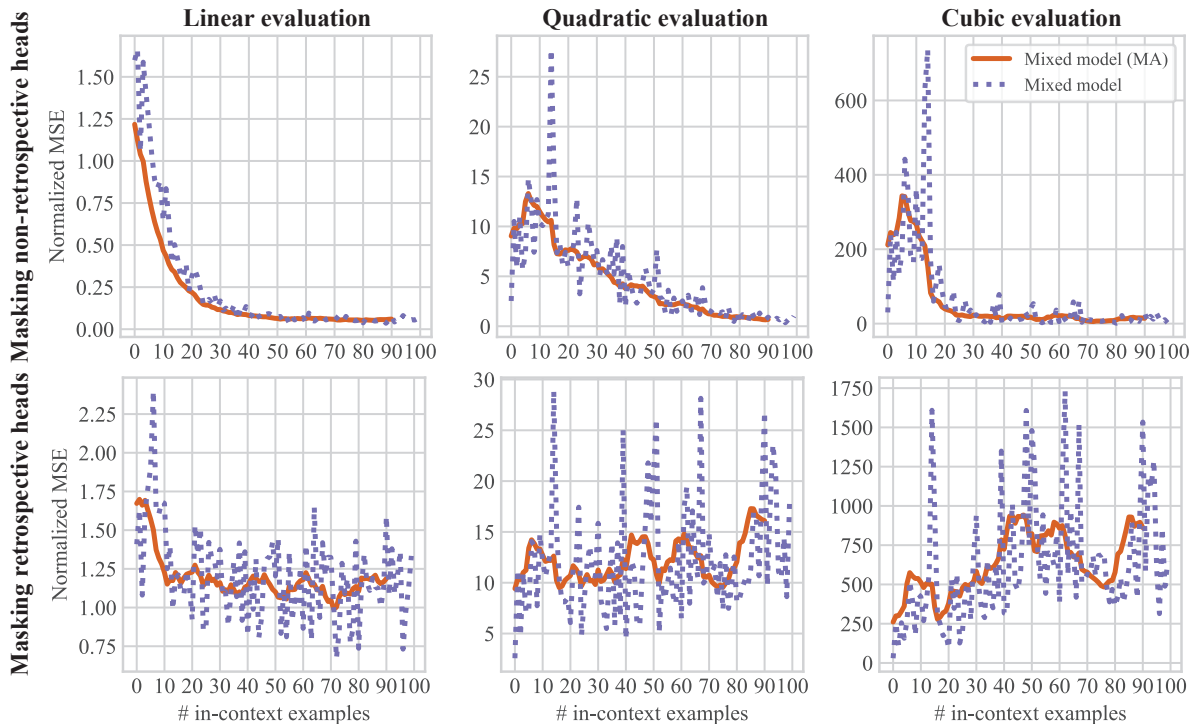 Linear evaluation
Quadratic evaluation
Cubic evaluation
Masking non-retrospective heads
Normalized MSE
1.50
1.25
1.00
0.75
0.50
0.25
0.00
0 10 20 30 40 50 60 70 80 90 100
25
20
15
10
5
0
0 10 20 30 40 50 60 70 80 90 100
Mixed model (MA)
Mixed model
600
400
200
0
0 10 20 30 40 50 60 70 80 90 100
Masking retrospective heads
Normalized MSE
2.25
2.00
1.75
1.50
1.25
1.00
0.75
0 10 20 30 40 50 60 70 80 90 100
# in-context examples
30
25
20
15
10
5
0 10 20 30 40 50 60 70 80 90 100
# in-context examples
1750
1500
1250
1000
750
500
250
0
0 10 20 30 40 50 60 70 80 90 100
# in-context examples